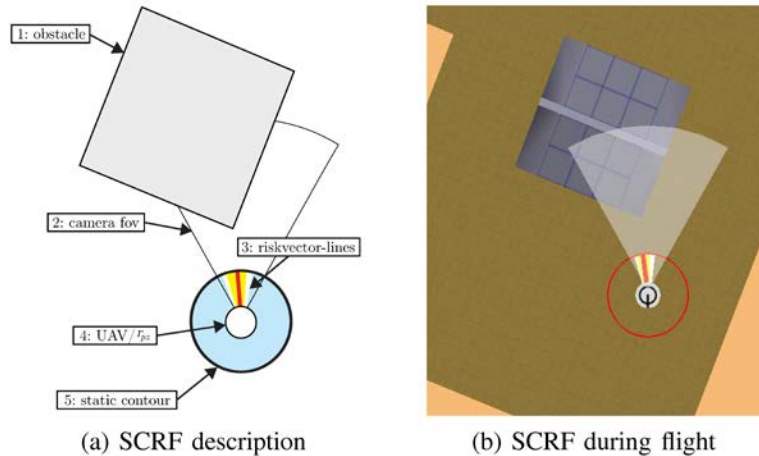 1: obstacle
2: camera fov
3: riskvector-lines
4: UAV/r_pz
5: static contour
(a) SCRF description
(b) SCRF during flight